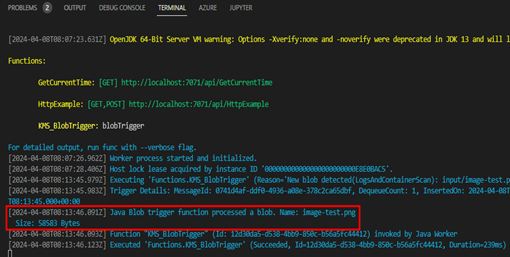 PROBLEMS 2 OUTPUT DEBUG CONSOLE TERMINAL AZURE JUPYTER
[2024-04-08T08:07:23.631Z] OpenJDK 64-Bit Server VM warning: Options -Xverify:none and -noverify were deprecated in JDK 13 and will l
Functions:
GetCurrentTime: [GET] http://localhost:7071/api/GetCurrentTime
HttpExample: [GET,POST] http://localhost:7071/api/HttpExample
KMS_BlobTrigger: blobTrigger
For detailed output, run func with --verbose flag.
[2024-04-08T08:07:26.962Z] Worker process started and initialized.
[2024-04-08T08:07:28.406Z] Host lock lease acquired by instance ID
[2024-04-08T08:13:45.979Z] Executing 'Functions.KMS_BlobTrigger' (Reason='New blob detected(LogsAndContainerScan): input/image-test.pn
[2024-04-08T08:13:45.983Z] Trigger Details: MessageId: 0741d4af-ddf0-4936-a08e-378c2ca65dbf, DequeueCount: 1, InsertedOn: 2024-04-08
T08:13:45.000+00:00
[2024-04-08T08:13:46.091Z] Java Blob trigger function processed a blob. Name: image-test.png
Size: 58583 Bytes
[2024-04-08T08:13:46.093Z] Function "KMS_BlobTrigger" (Id: 12d30da5-d538-4bb9-850c-b56a5fc44412) invoked by Java Worker
[2024-04-08T08:13:46.123Z] Executed 'Functions.KMS_BlobTrigger' (Succeeded, Id=12d30da5-d538-4bb9-850c-b56a5fc44412, Duration=239ms)